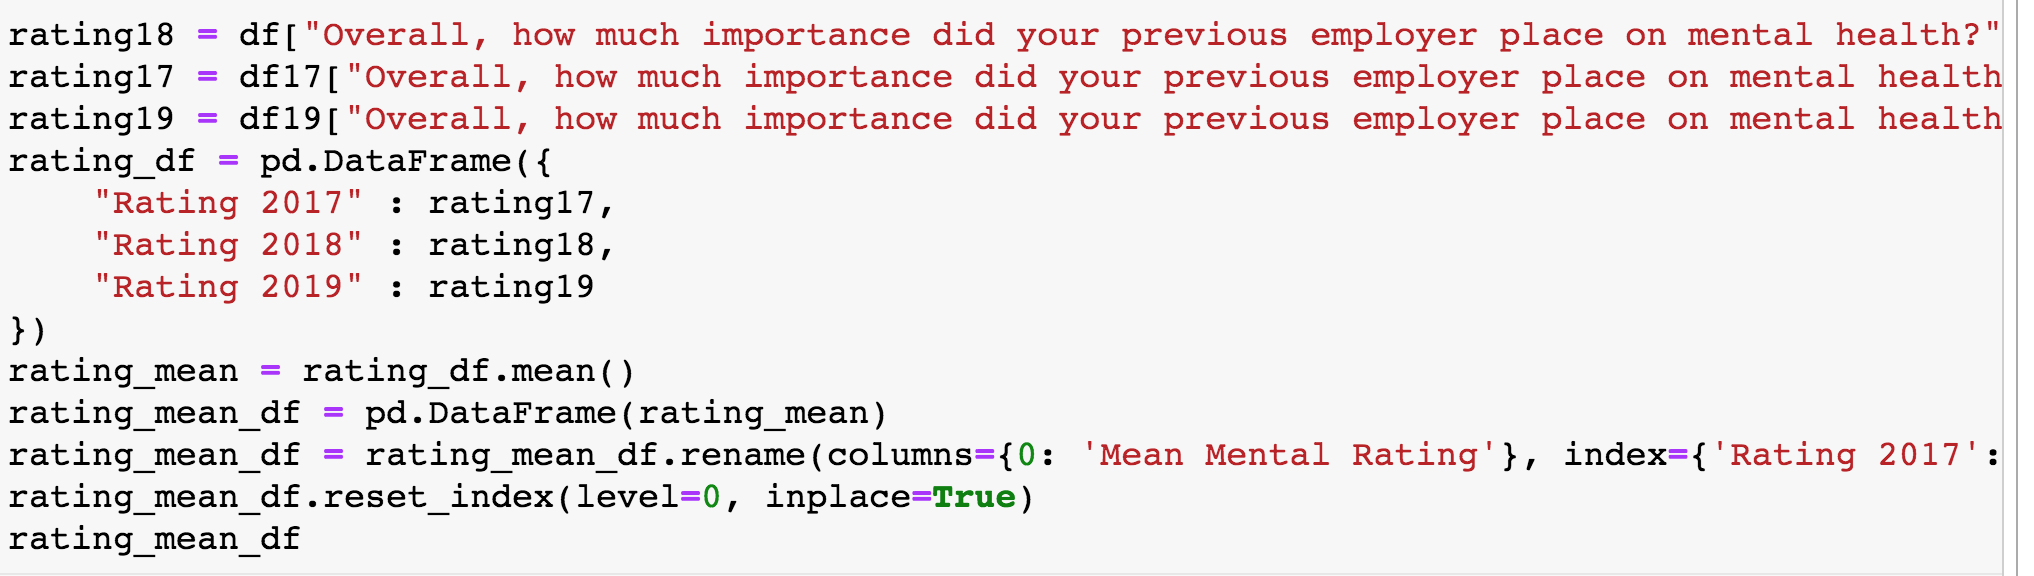 rating18 = df["Overall, how much importance did your previous employer place on mental health?"
rating17 = df17["Overall, how much importance did your previous employer place on mental health
rating19 = df19["Overall, how much importance did your previous employer place on mental health
rating_df = pd.DataFrame({
    "Rating 2017" : rating17,
    "Rating 2018" : rating18,
    "Rating 2019" : rating19
})
rating_mean = rating_df.mean()
rating_mean_df = pd.DataFrame(rating_mean)
rating_mean_df = rating_mean_df.rename(columns={0: 'Mean Mental Rating'}, index={'Rating 2017':
rating_mean_df.reset_index(level=0, inplace=True)
rating_mean_df